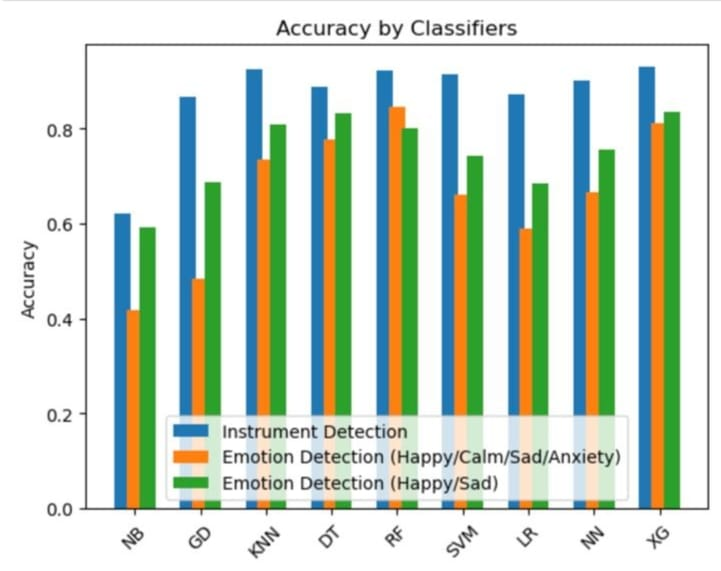 Accuracy by Classifiers
Accuracy
0.8
0.6
0.4
0.2
0.0
Instrument Detection
Emotion Detection (Happy/Calm/Sad/Anxiety)
Emotion Detection (Happy/Sad)
NB GD KNN DT RF SVM LR NN XG